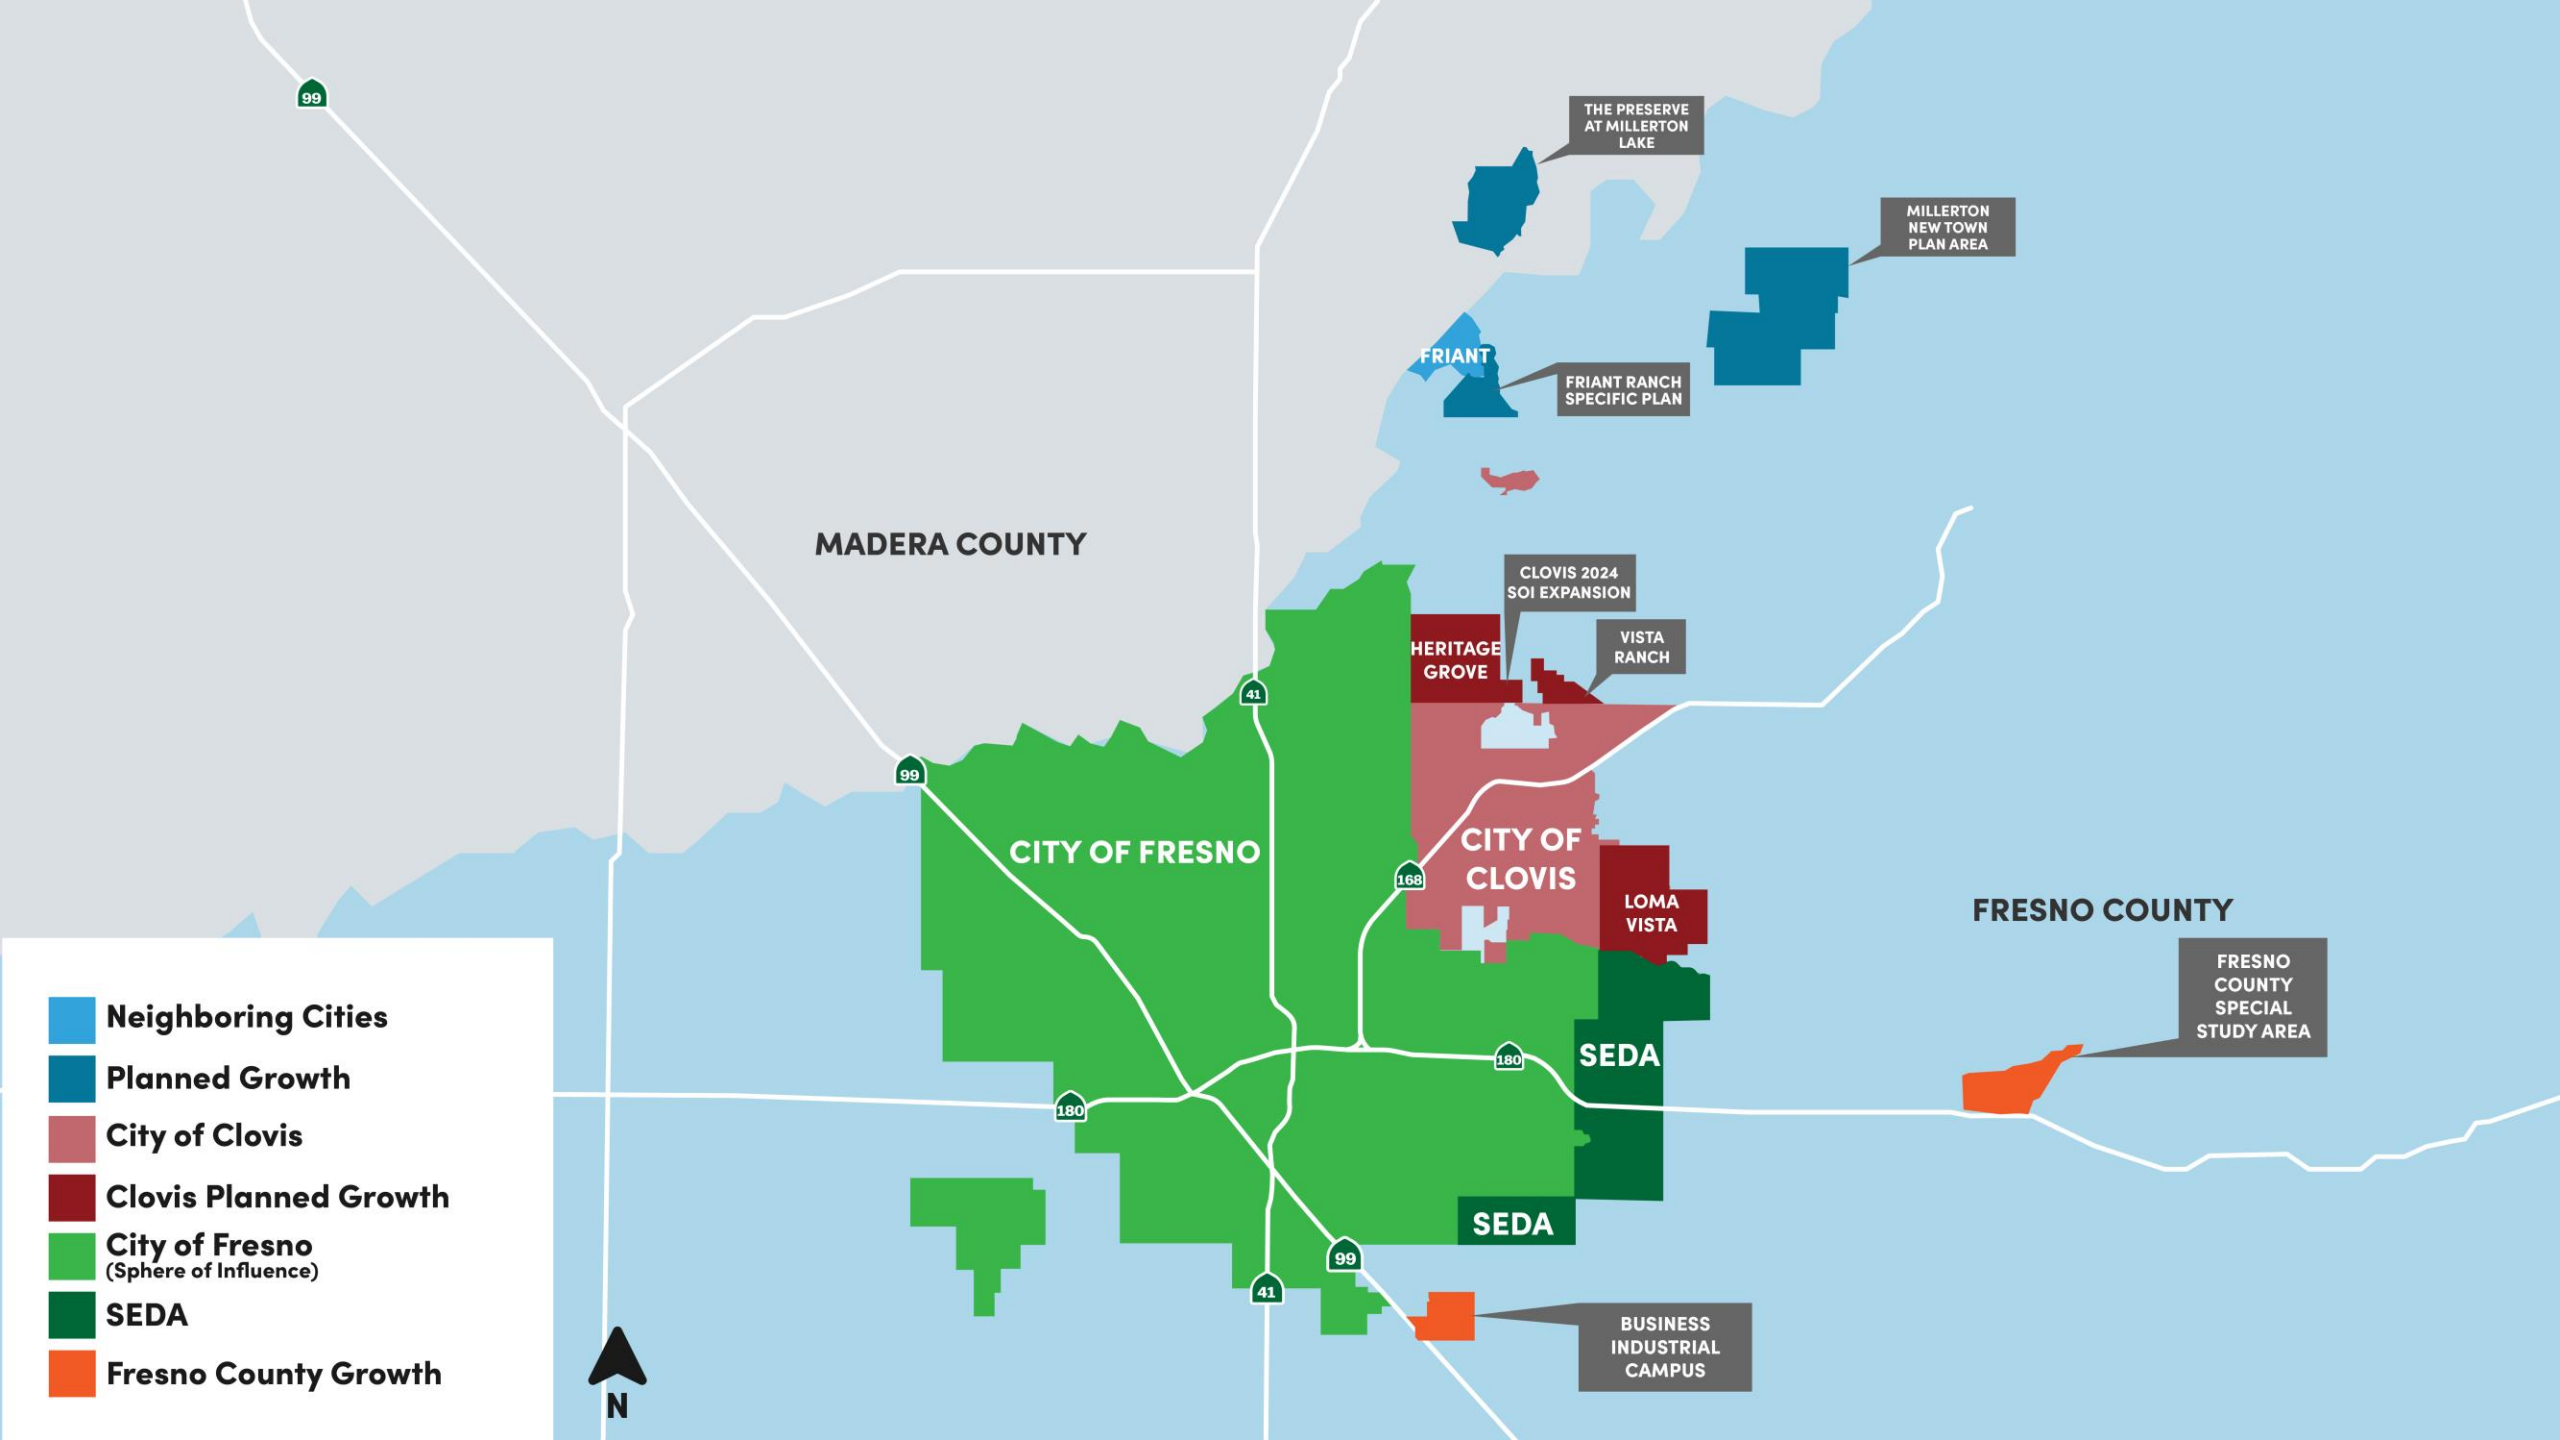 99
THE PRESERVE
AT MILLERTON
LAKE
MILLERTON
NEW TOWN
PLAN AREA
FRIANT
FRIANT RANCH
SPECIFIC PLAN
MADERA COUNTY
CLOVIS 2024
SOI EXPANSION
HERITAGE
GROVE
VISTA
RANCH
41
99
CITY OF FRESNO
CITY OF
CLOVIS
168
LOMA
VISTA
FRESNO COUNTY
FRESNO
COUNTY
SPECIAL
STUDY AREA
SEDA
180
180
SEDA
99
41
BUSINESS
INDUSTRIAL
CAMPUS
Neighboring Cities
Planned Growth
City of Clovis
Clovis Planned Growth
City of Fresno
(Sphere of Influence)
SEDA
Fresno County Growth
N